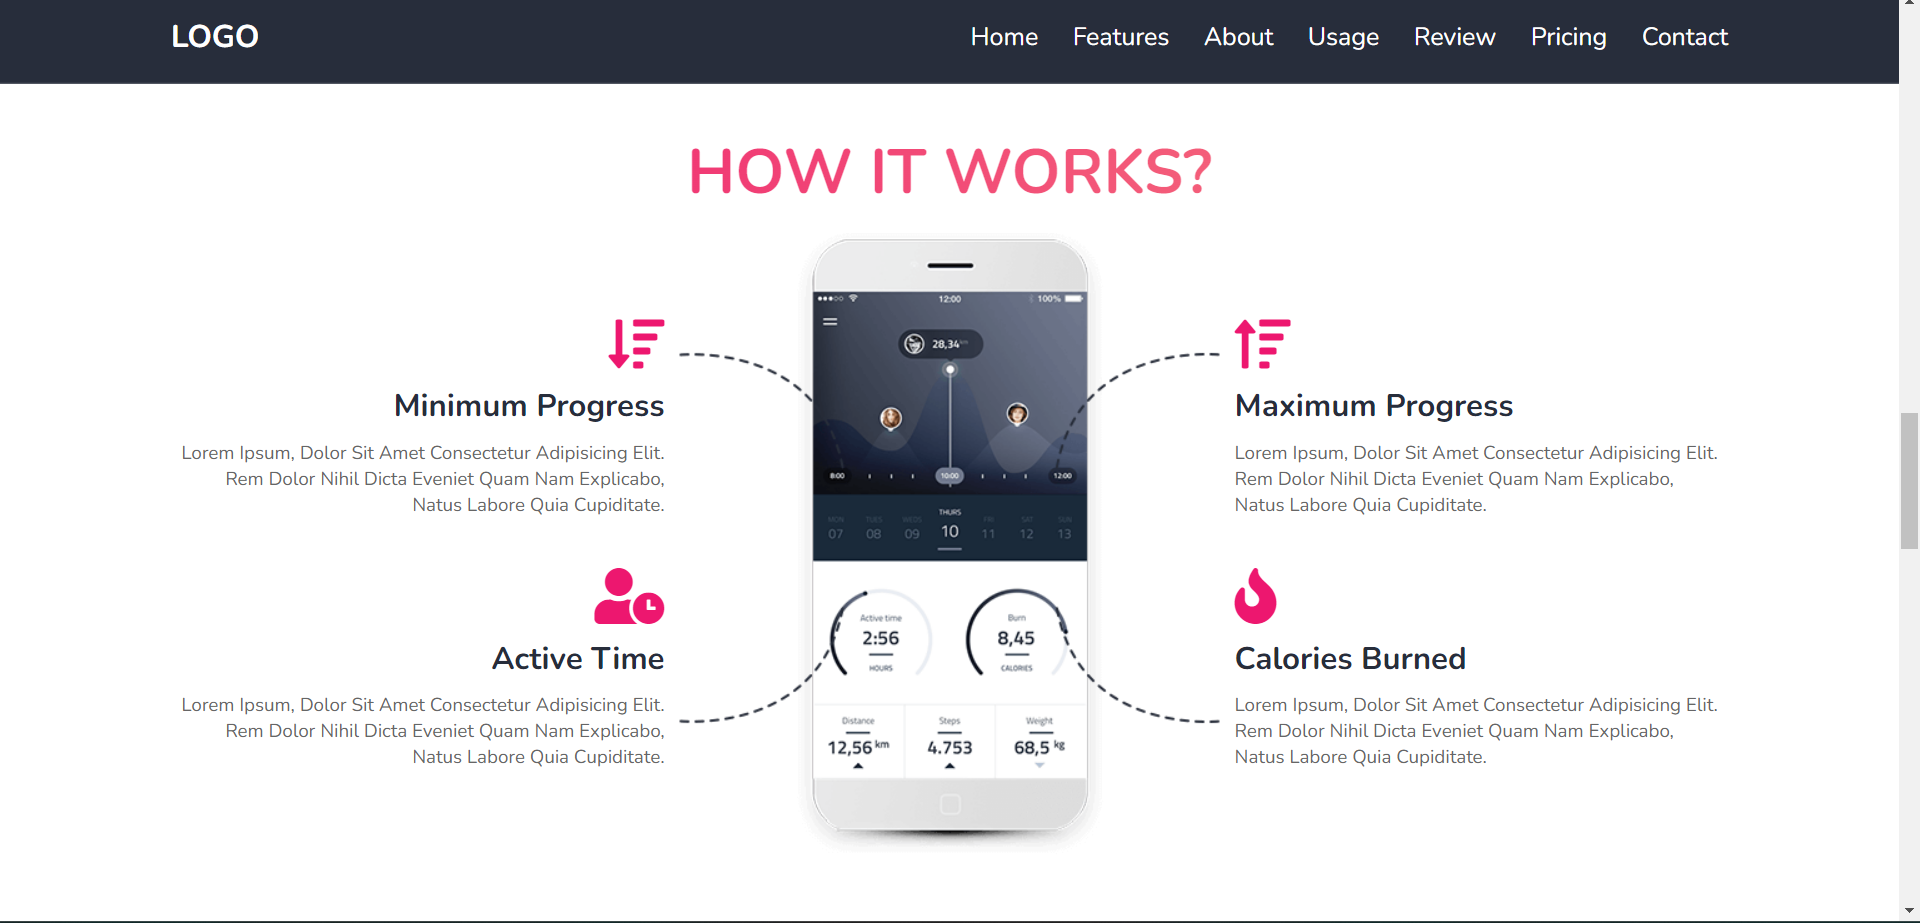 LOGO
Home Features About Usage Review Pricing Contact
HOW IT WORKS?
Minimum Progress
Lorem Ipsum, Dolor Sit Amet Consectetur Adipisicing Elit.
Rem Dolor Nihil Dicta Eveniet Quam Nam Explicabo,
Natus Labore Quia Cupiditate.
Active Time
Lorem Ipsum, Dolor Sit Amet Consectetur Adipisicing Elit.
Rem Dolor Nihil Dicta Eveniet Quam Nam Explicabo,
Natus Labore Quia Cupiditate.
12:00 100%
28,34 km
8:00 10:00 12:00
MON TUES WEDS THURS FRI SAT SUN
07 08 09 10 11 12 13
Active time
2:56
HOURS
Burn
8,45
CALORIES
Distance
12,56 km
Steps
4.753
Weight
68,5 kg
Maximum Progress
Lorem Ipsum, Dolor Sit Amet Consectetur Adipisicing Elit.
Rem Dolor Nihil Dicta Eveniet Quam Nam Explicabo,
Natus Labore Quia Cupiditate.
Calories Burned
Lorem Ipsum, Dolor Sit Amet Consectetur Adipisicing Elit.
Rem Dolor Nihil Dicta Eveniet Quam Nam Explicabo,
Natus Labore Quia Cupiditate.